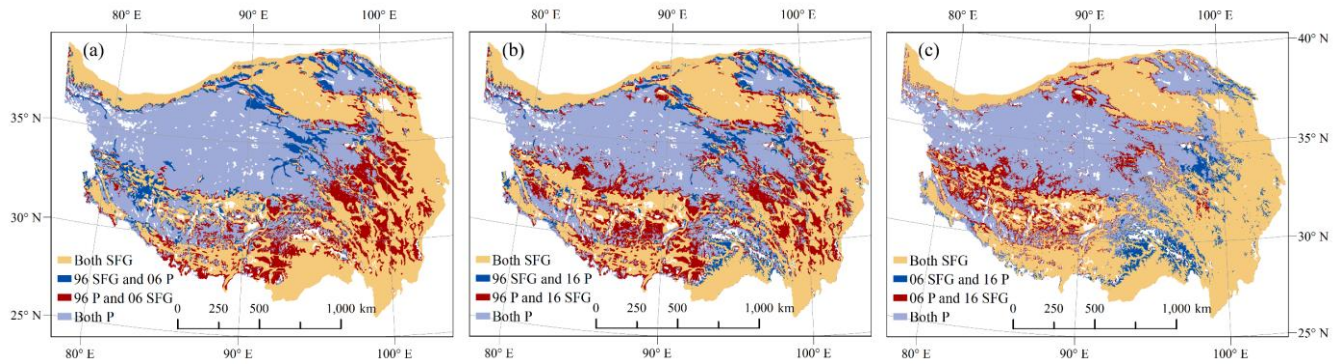 80° E 90° E 100° E 80° E 90° E 100° E 80° E 90° E 100° E
(a) (b) (c)
40° N
35° N 35° N
30° N 30° N
25° N 25° N
Both SFG
96 SFG and 06 P
96 P and 06 SFG
Both P
0 250 500 1,000 km
Both SFG
96 SFG and 16 P
96 P and 16 SFG
Both P
0 250 500 1,000 km
Both SFG
06 SFG and 16 P
06 P and 16 SFG
Both P
0 250 500 1,000 km
80° E 90° E 100° E 80° E 90° E 100° E 80° E 90° E 100° E